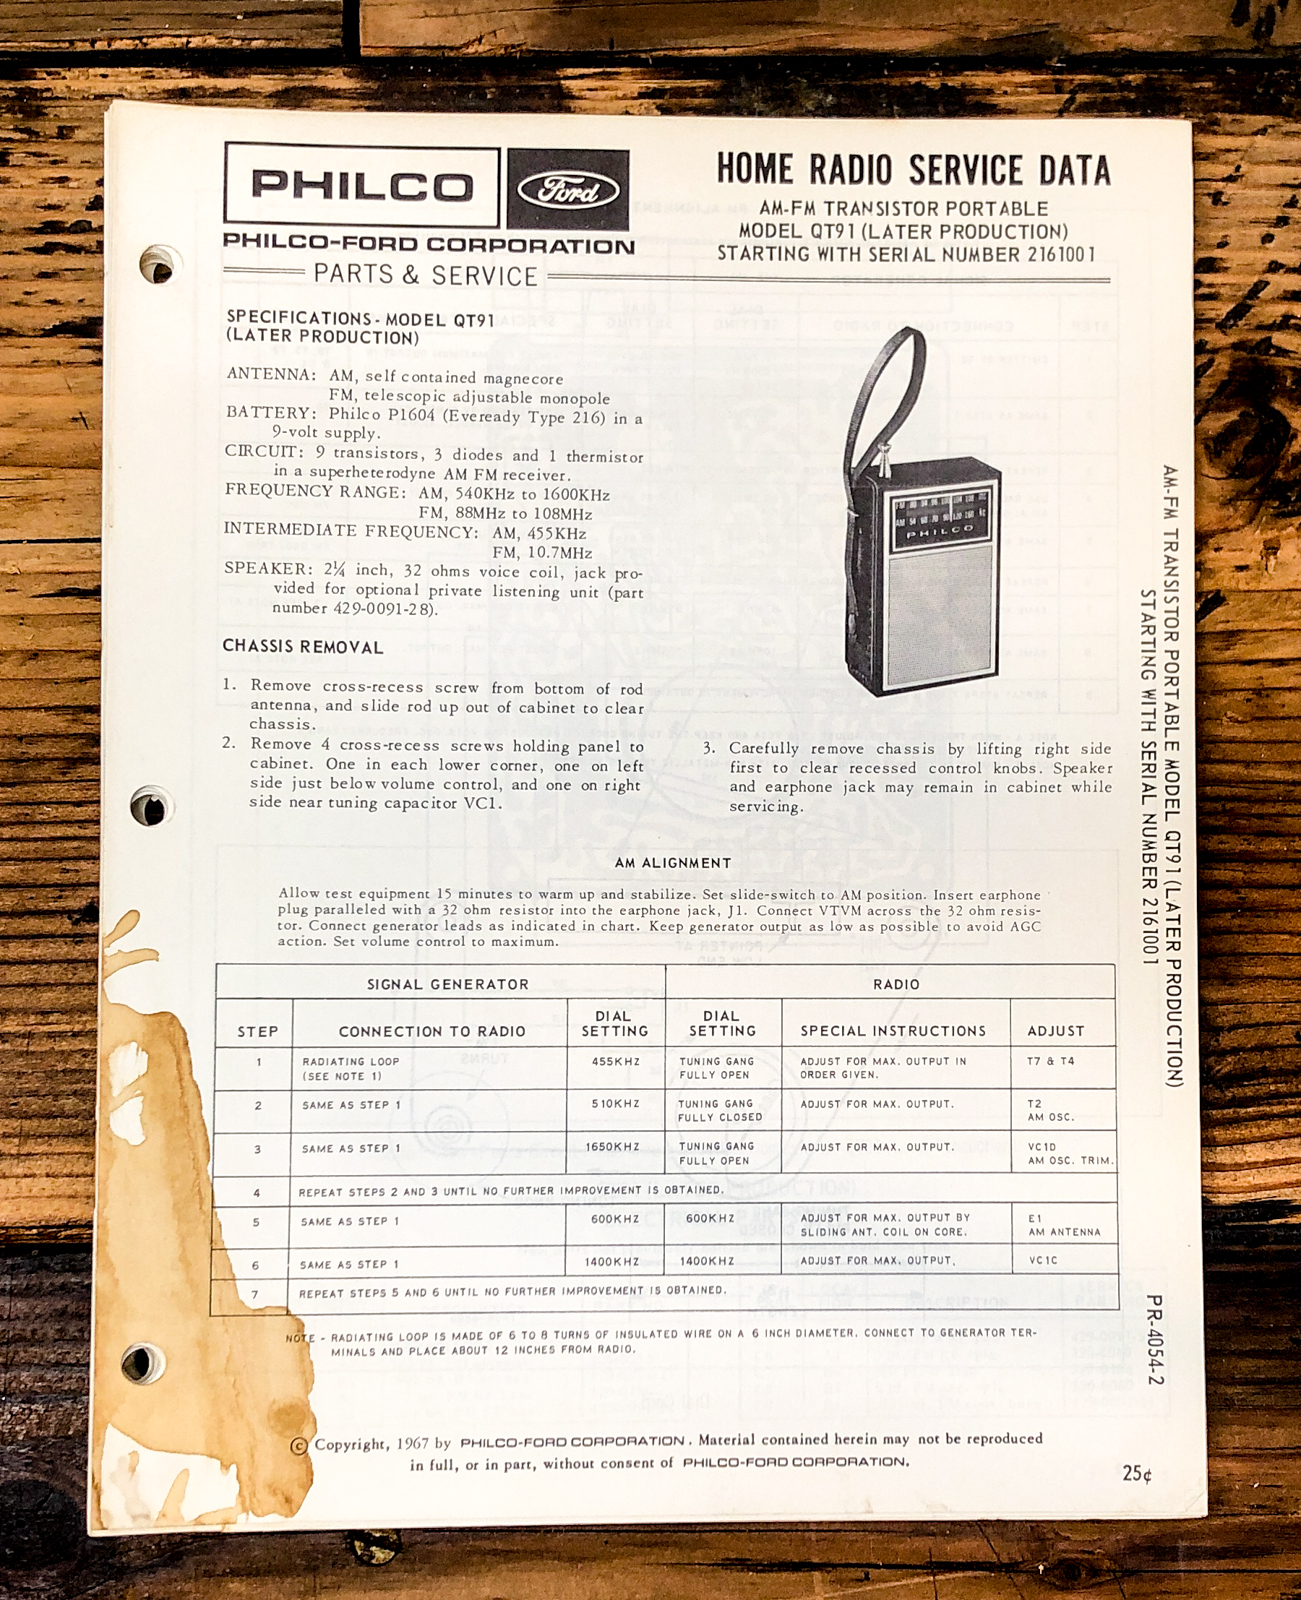 PHILCO
Ford
PHILCO-FORD CORPORATION
PARTS & SERVICE
HOME RADIO SERVICE DATA
AM-FM TRANSISTOR PORTABLE
MODEL QT91 (LATER PRODUCTION)
STARTING WITH SERIAL NUMBER 2161001
SPECIFICATIONS - MODEL QT91
(LATER PRODUCTION)
ANTENNA: AM, self contained magnecore
FM, telescopic adjustable monopole
BATTERY: Philco P1604 (Eveready Type 216) in a
9-volt supply.
CIRCUIT: 9 transistors, 3 diodes and 1 thermistor
in a superheterodyne AM FM receiver.
FREQUENCY RANGE: AM, 540KHz to 1600KHz
FM, 88MHz to 108MHz
INTERMEDIATE FREQUENCY: AM, 455KHz
FM, 10.7MHz
SPEAKER: 2¼ inch, 32 ohms voice coil, jack pro-
vided for optional private listening unit (part
number 429-0091-28).
CHASSIS REMOVAL
1. Remove cross-recess screw from bottom of rod
antenna, and slide rod up out of cabinet to clear
chassis.
2. Remove 4 cross-recess screws holding panel to
cabinet. One in each lower corner, one on left
side just below volume control, and one on right
side near tuning capacitor VC1.
PHILCO
3. Carefully remove chassis by lifting right side
first to clear recessed control knobs. Speaker
and earphone jack may remain in cabinet while
servicing.
AM ALIGNMENT
Allow test equipment 15 minutes to warm up and stabilize. Set slide-switch to AM position. Insert earphone
plug paralleled with a 32 ohm resistor into the earphone jack, J1. Connect VTVM across the 32 ohm resis-
tor. Connect generator leads as indicated in chart. Keep generator output as low as possible to avoid AGC
action. Set volume control to maximum.
SIGNAL GENERATOR RADIO
STEP CONNECTION TO RADIO DIAL SETTING DIAL SETTING SPECIAL INSTRUCTIONS ADJUST
1 RADIATING LOOP 455KHZ TUNING GANG ADJUST FOR MAX. OUTPUT IN T7 & T4
(SEE NOTE 1) FULLY OPEN ORDER GIVEN.
2 SAME AS STEP 1 510KHZ TUNING GANG ADJUST FOR MAX. OUTPUT. T2
FULLY CLOSED AM OSC.
3 SAME AS STEP 1 1650KHZ TUNING GANG ADJUST FOR MAX. OUTPUT. VC1D
FULLY OPEN AM OSC. TRIM.
4 REPEAT STEPS 2 AND 3 UNTIL NO FURTHER IMPROVEMENT IS OBTAINED.
5 SAME AS STEP 1 600KHZ 600KHZ ADJUST FOR MAX. OUTPUT BY E1
SLIDING ANT. COIL ON CORE. AM ANTENNA
6 SAME AS STEP 1 1400KHZ 1400KHZ ADJUST FOR MAX. OUTPUT. VC1C
7 REPEAT STEPS 5 AND 6 UNTIL NO FURTHER IMPROVEMENT IS OBTAINED.
NOTE - RADIATING LOOP IS MADE OF 6 TO 8 TURNS OF INSULATED WIRE ON A 6 INCH DIAMETER. CONNECT TO GENERATOR TER-
MINALS AND PLACE ABOUT 12 INCHES FROM RADIO.
© Copyright, 1967 by PHILCO-FORD CORPORATION. Material contained herein may not be reproduced
in full, or in part, without consent of PHILCO-FORD CORPORATION.
25¢
AM-FM TRANSISTOR PORTABLE MODEL QT91 (LATER PRODUCTION)
STARTING WITH SERIAL NUMBER 2161001
PR-4054-2